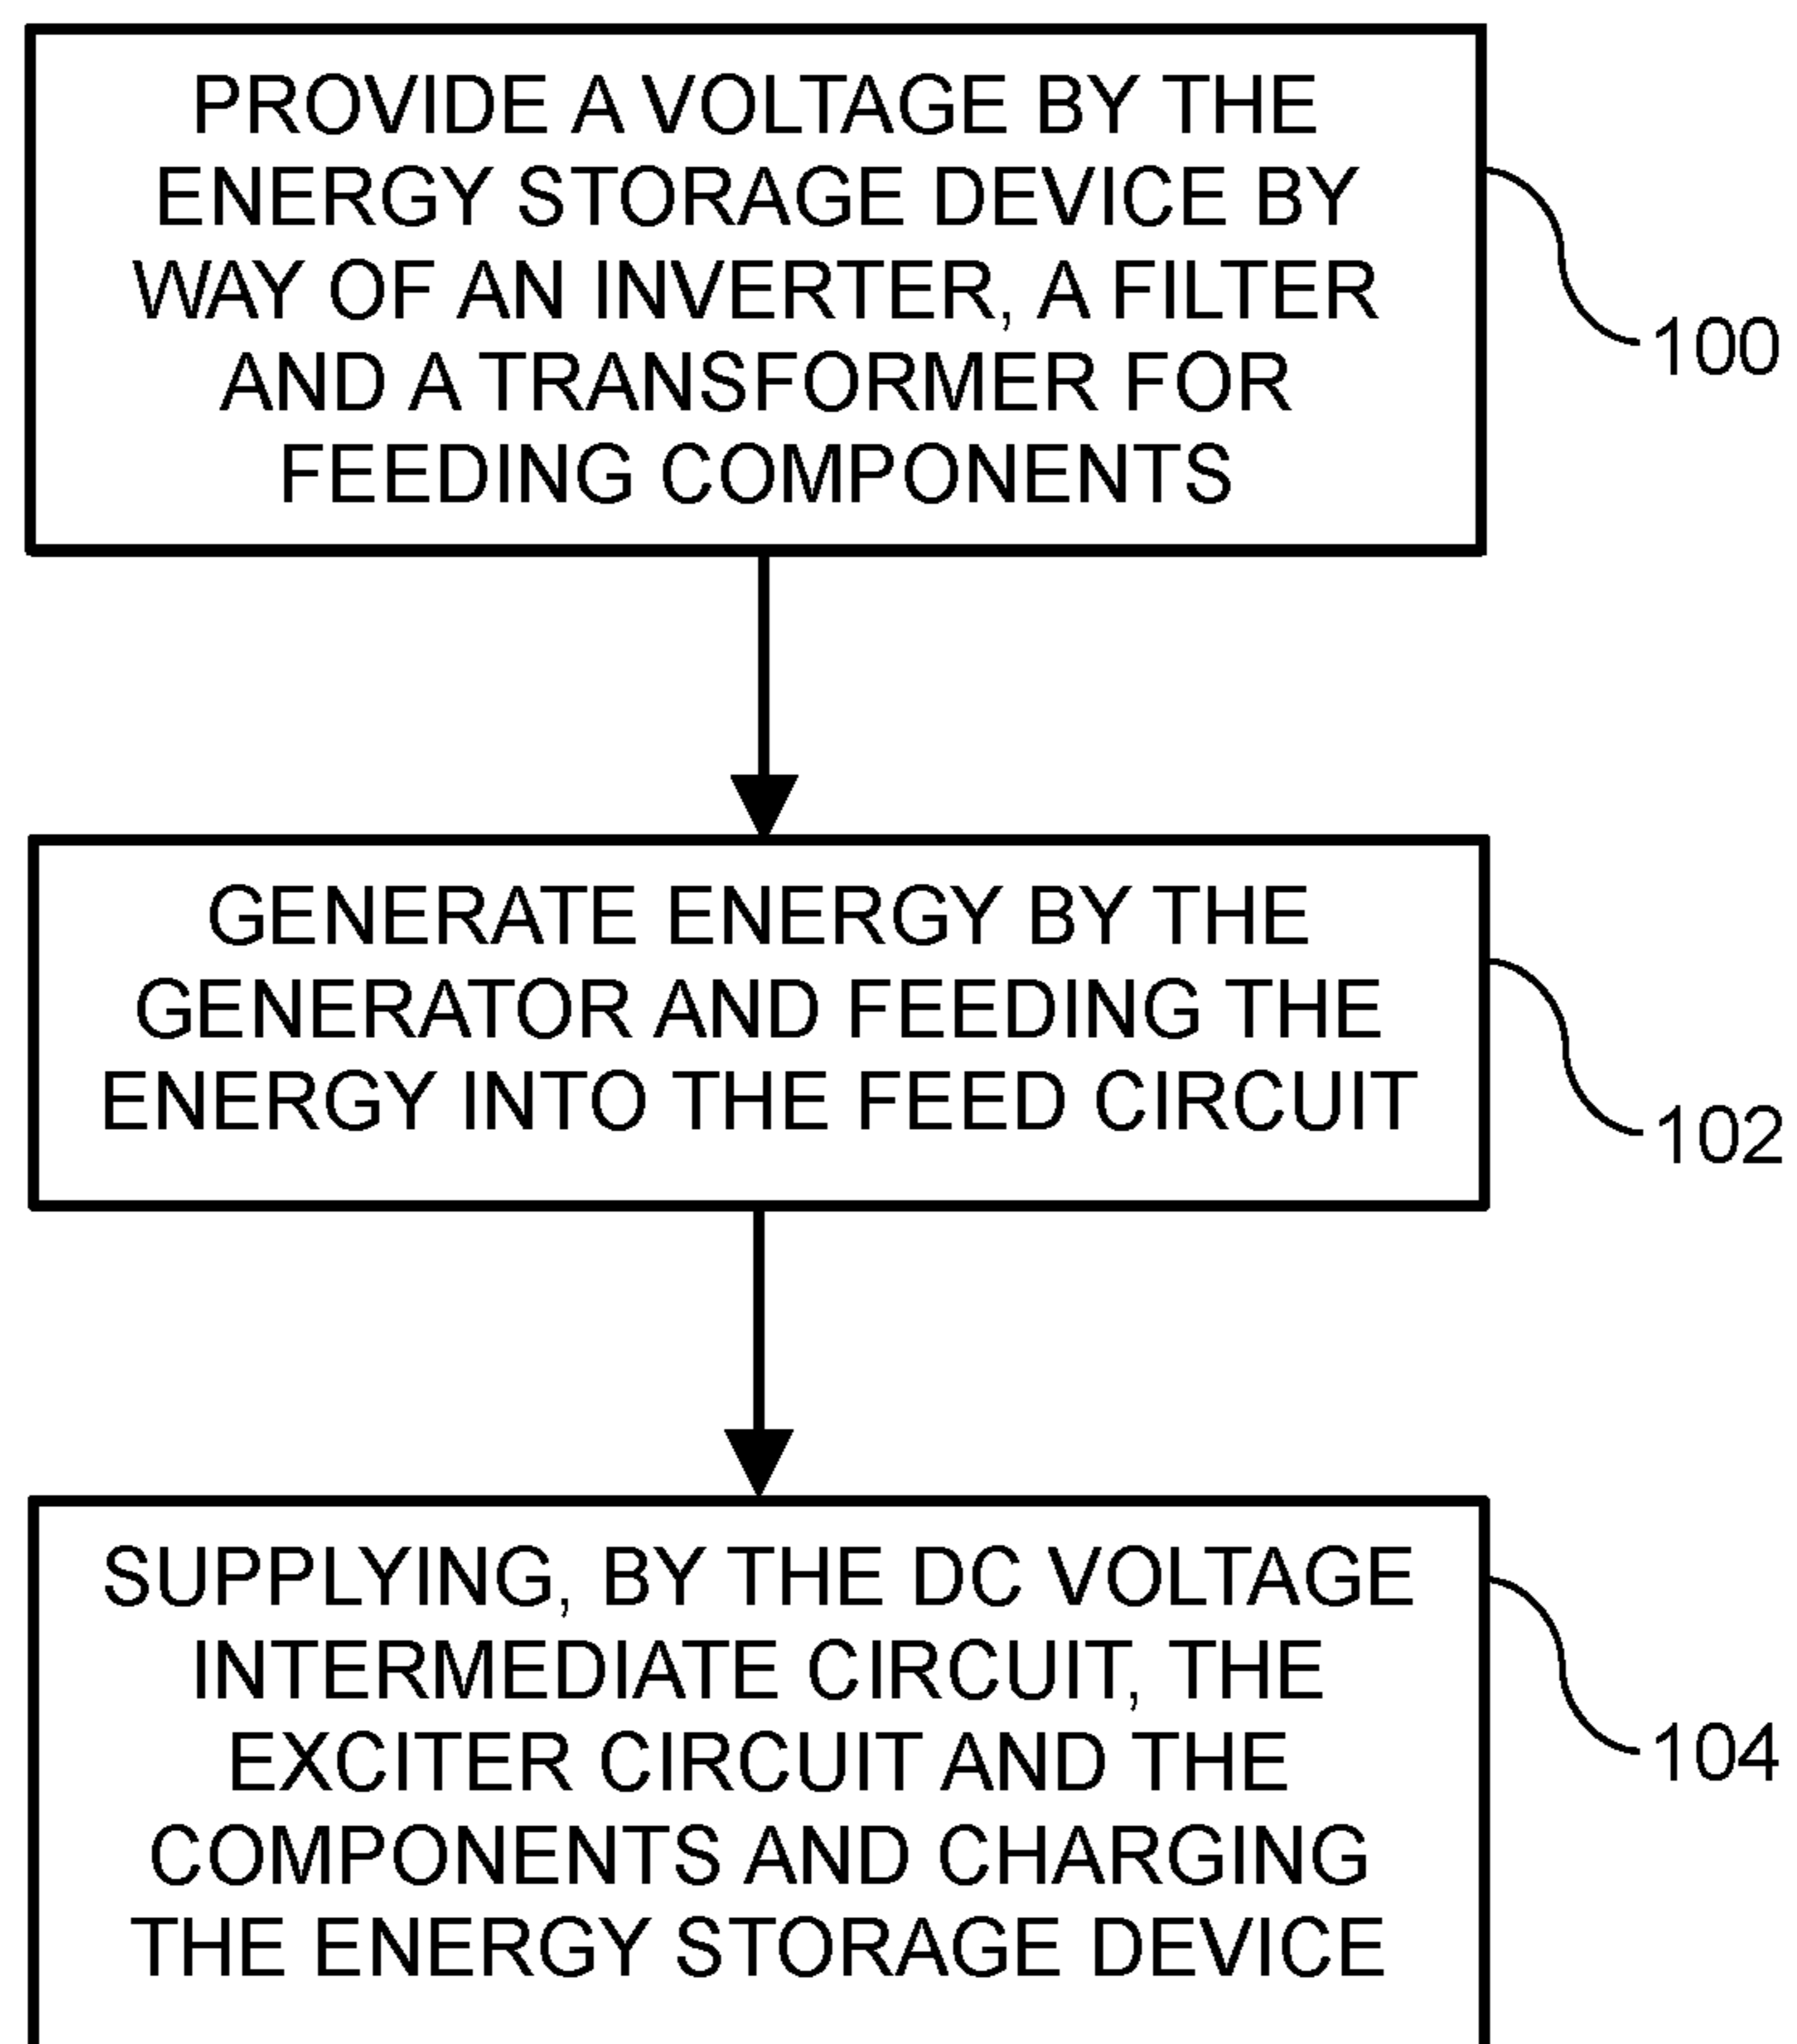 PROVIDE A VOLTAGE BY THE
ENERGY STORAGE DEVICE BY
WAY OF AN INVERTER, A FILTER
AND A TRANSFORMER FOR
FEEDING COMPONENTS
100
GENERATE ENERGY BY THE
GENERATOR AND FEEDING THE
ENERGY INTO THE FEED CIRCUIT
102
SUPPLYING, BY THE DC VOLTAGE
INTERMEDIATE CIRCUIT, THE
EXCITER CIRCUIT AND THE
COMPONENTS AND CHARGING
THE ENERGY STORAGE DEVICE
104